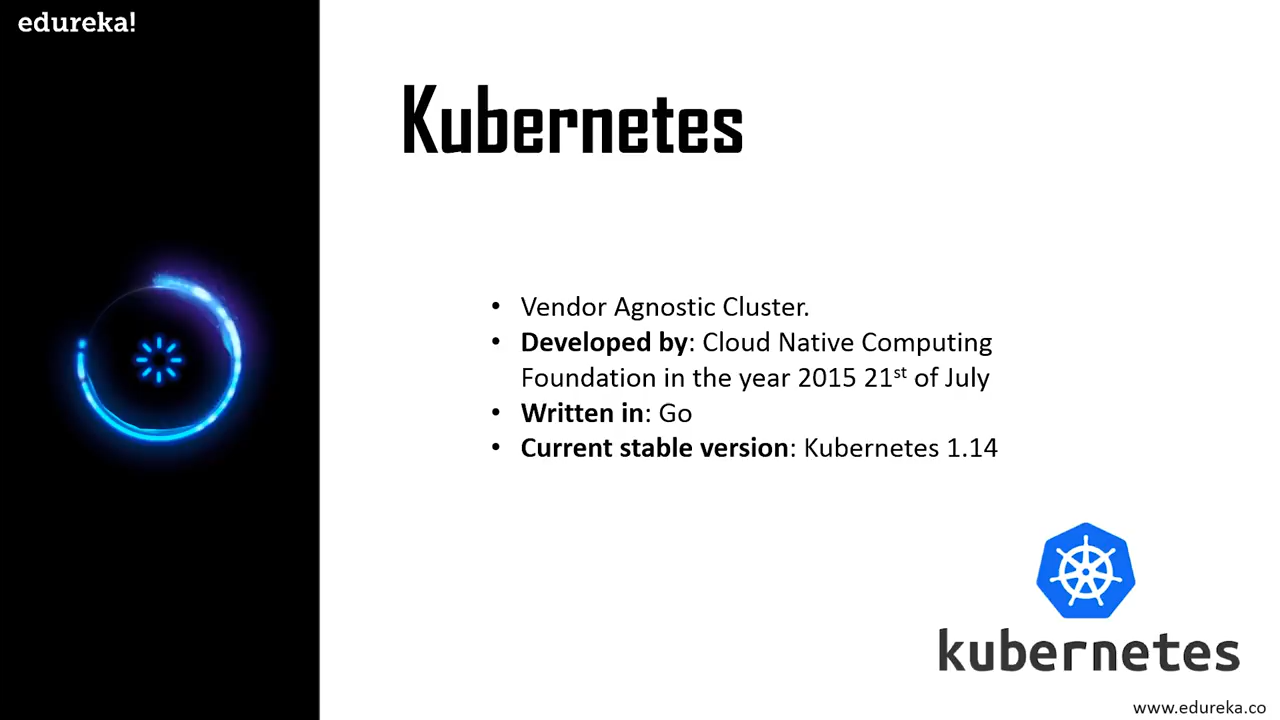 edureka!
Kubernetes
• Vendor Agnostic Cluster.
• Developed by: Cloud Native Computing
Foundation in the year 2015 21st of July
• Written in: Go
• Current stable version: Kubernetes 1.14
kubernetes
www.edureka.co